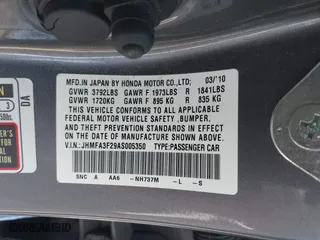 MFD. IN JAPAN BY HONDA MOTOR CO.,LTD; 03/'10
GVWR 3792LBS GAWR F 1973LBS R 1841LBS
GVWR 1720KG GAWR F 895 KG R 835 KG
THIS VEHICLE CONFORMS TO ALL APPLICABLE
FEDERAL MOTOR VEHICLE SAFETY ,BUMPER,
AND THEFT PREVENTION STANDARDS IN EFFECT
ON THE DATE OF MANUFACTURE SHOWN ABOVE.
V.I.N: JHMFA3F29AS005350 TYPE:PASSENGER CAR
SNC A AA6 -NH737M -L -S
3
DA